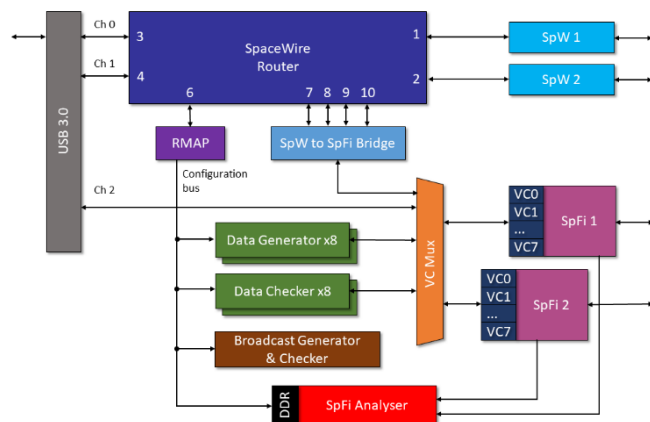 USB 3.0
Ch 0
Ch 1
Ch 2
SpaceWire
Router
3
4
6
7 8 9 10
1
2
SpW 1
SpW 2
RMAP
SpW to SpFi Bridge
Configuration
bus
VC Mux
Data Generator x8
Data Checker x8
Broadcast Generator
& Checker
DDR
SpFi Analyser
VC0
VC1
...
VC7
SpFi 1
VC0
VC1
...
VC7
SpFi 2